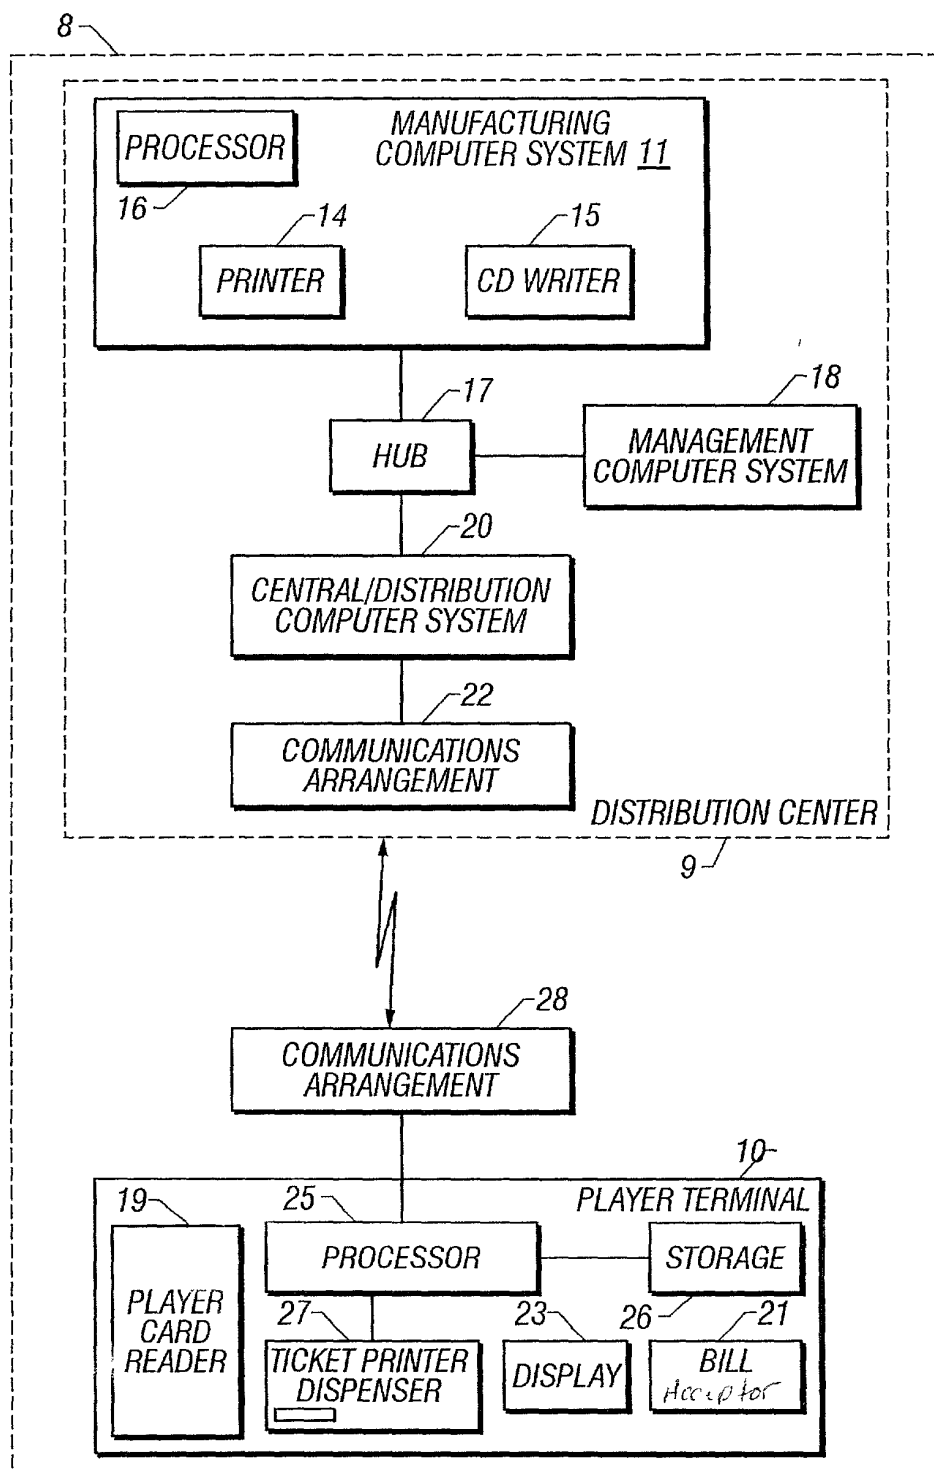 8
MANUFACTURING
COMPUTER SYSTEM 11
PROCESSOR
16
14
15
PRINTER
CD WRITER
17
18
HUB
MANAGEMENT
COMPUTER SYSTEM
20
CENTRAL/DISTRIBUTION
COMPUTER SYSTEM
22
COMMUNICATIONS
ARRANGEMENT
DISTRIBUTION CENTER
9
28
COMMUNICATIONS
ARRANGEMENT
10
PLAYER TERMINAL
19
25
PLAYER
CARD
READER
PROCESSOR
STORAGE
26
27
23
21
TICKET PRINTER
DISPENSER
DISPLAY
BILL
Acceptor